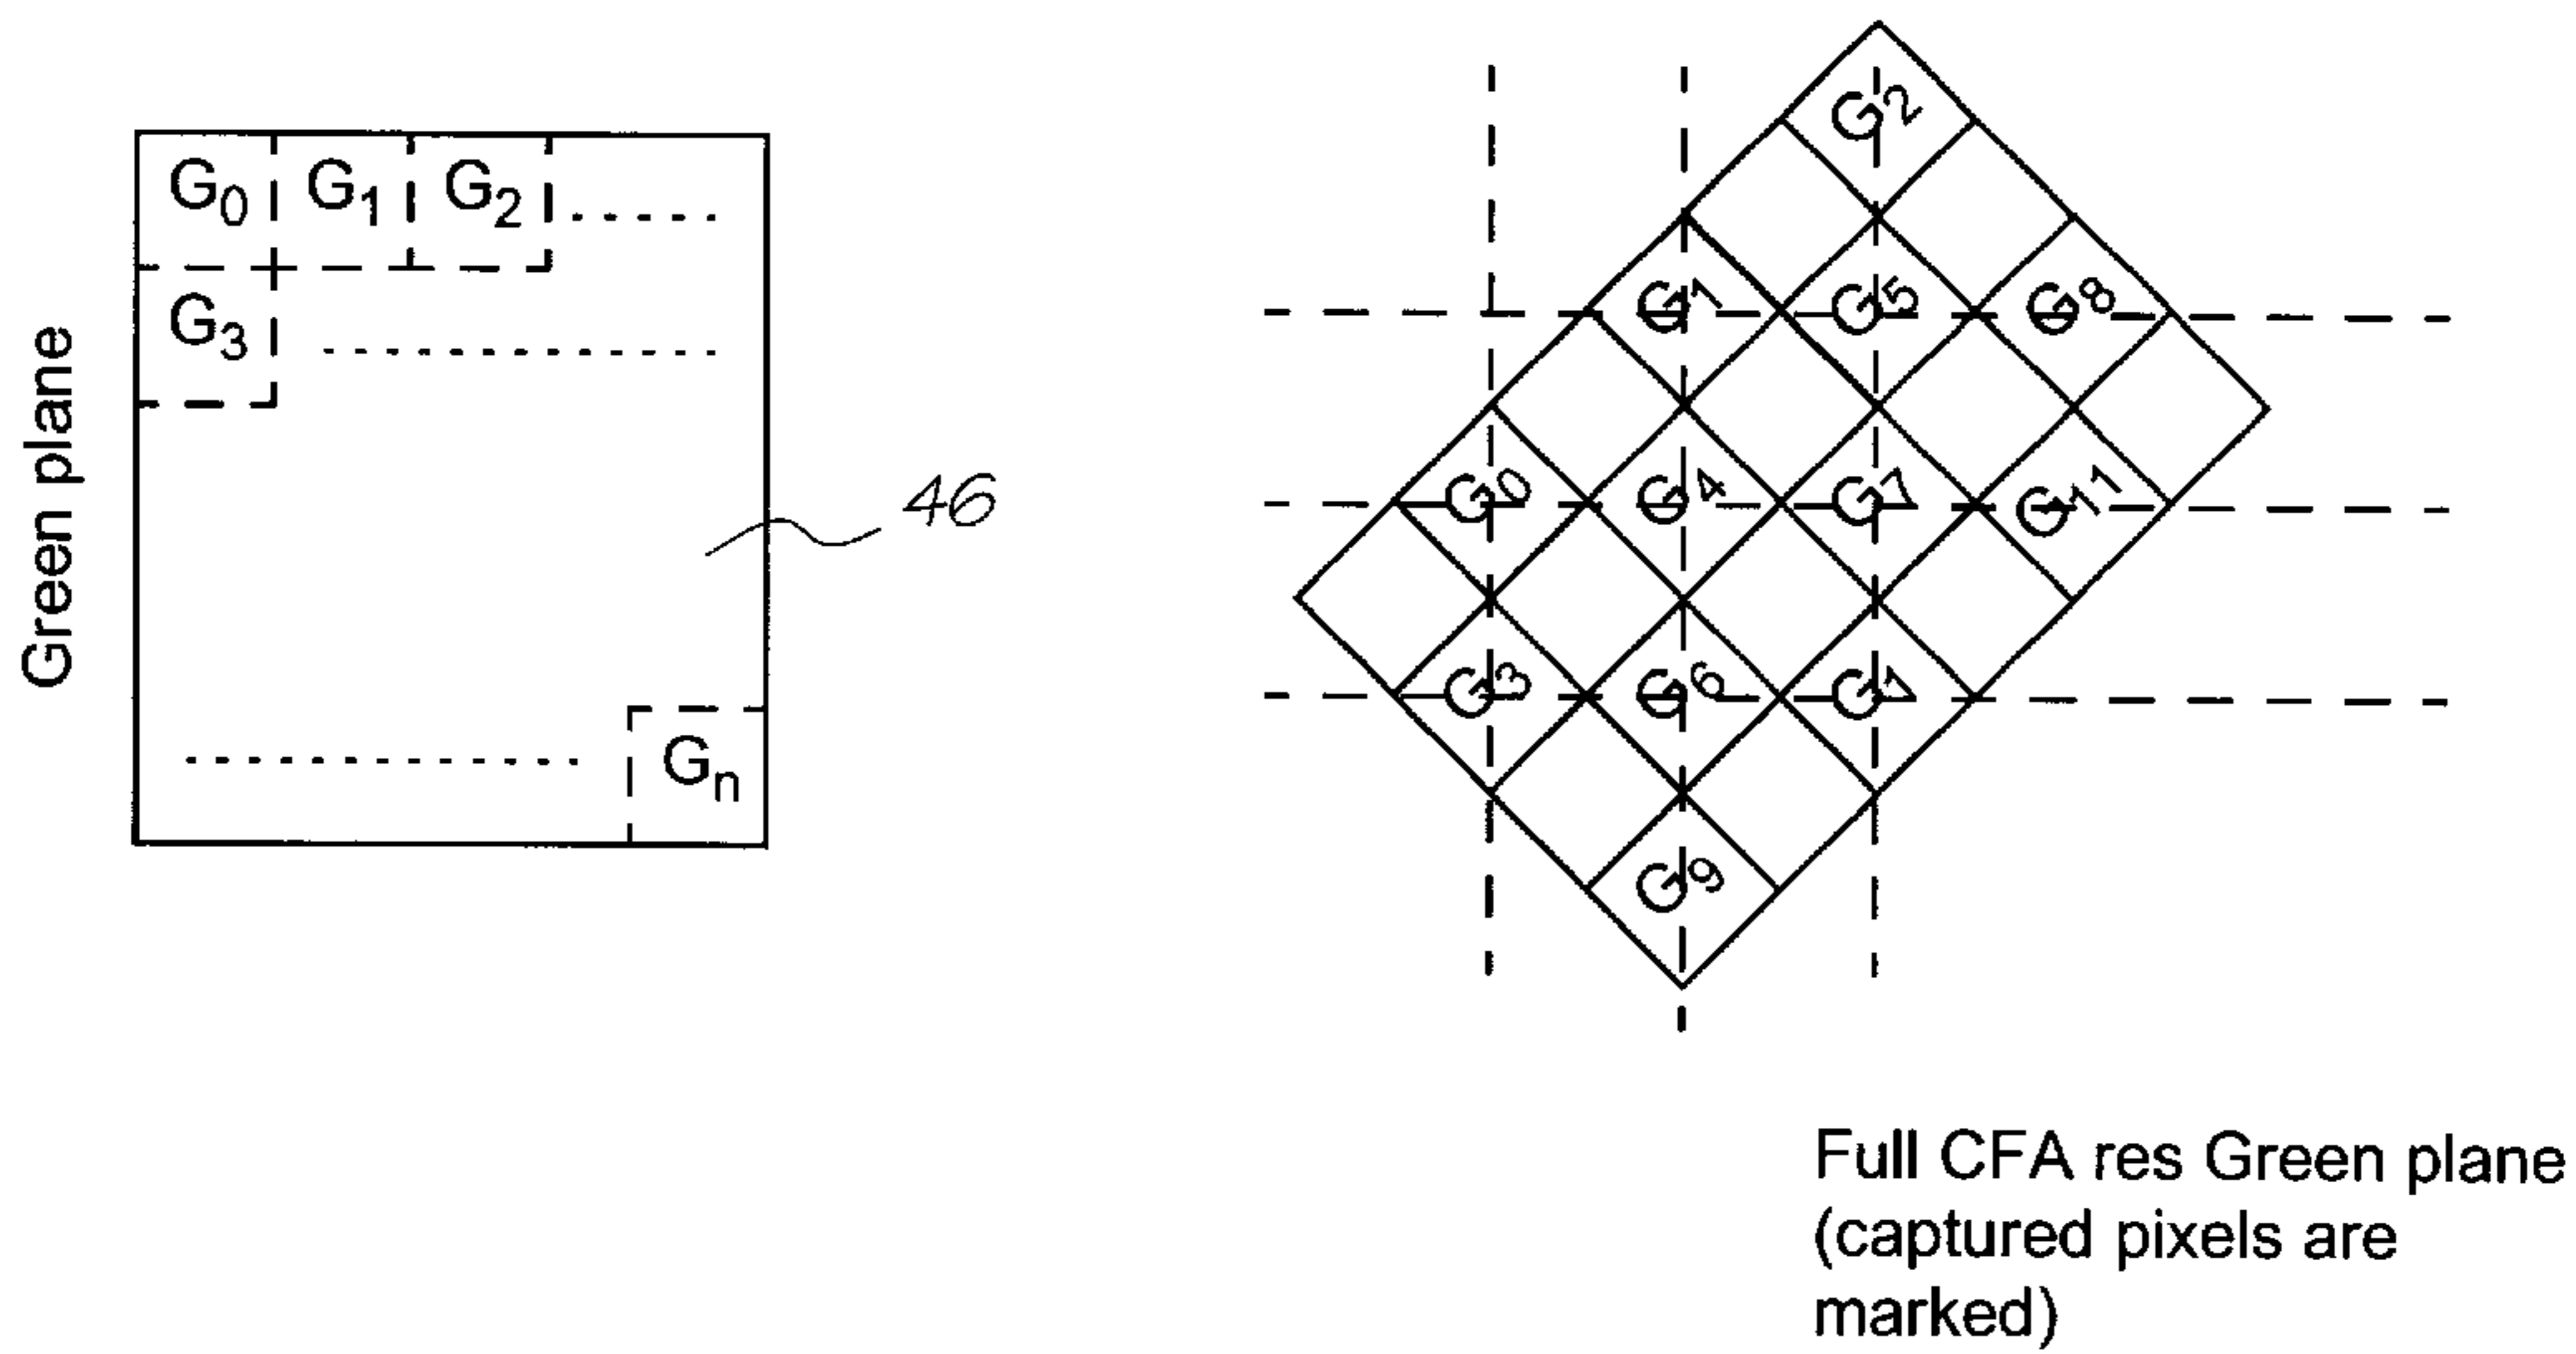 Green plane
G0 G1 G2
G3
Gn
46
G2
G1 G5 G8
G0 G4 G7 G11
G3 G6
G9
Full CFA res Green plane
(captured pixels are
marked)